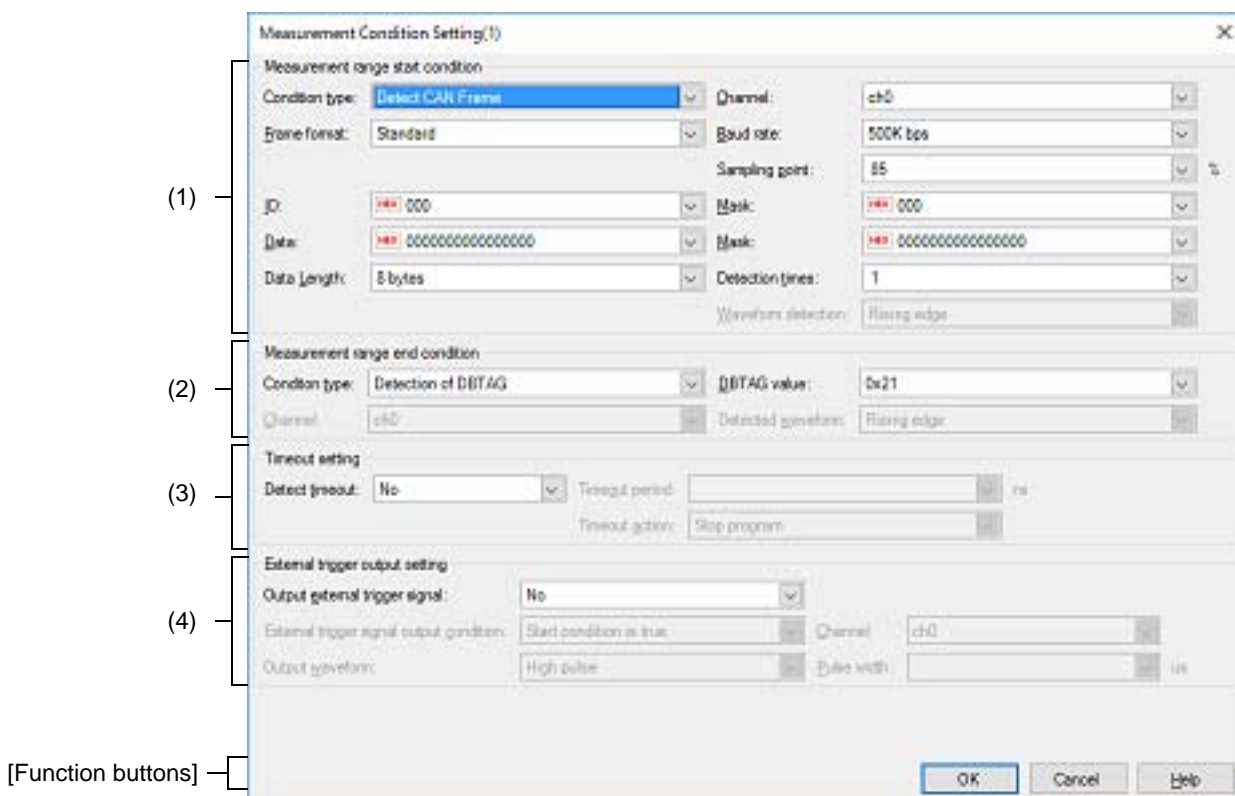 Measurement Condition Setting(1)
Measurement range start condition
Condition type: Detect CAN Frame Channel: ch0
Frame format: Standard Baud rate: 500K bps
Sampling point: 85 %
(1)
ID: HEX 000 Mask: HEX 000
Data: HEX 0000000000000000 Mask: HEX 0000000000000000
Data Length: 8 bytes Detection times: 1
Waveform detection: Rising edge
Measurement range end condition
(2)
Condition type: Detection of DBTAG DBTAG value: 0x21
Channel: ch0 Detected waveform: Rising edge
Timeout setting
(3)
Detect timeout: No Timeout period: ns
Timeout action: Stop program
External trigger output setting
Output external trigger signal: No
(4)
External trigger signal output condition: Start condition is true Channel: ch0
Output waveform: High pulse Pulse width: us
[Function buttons]
OK Cancel Help